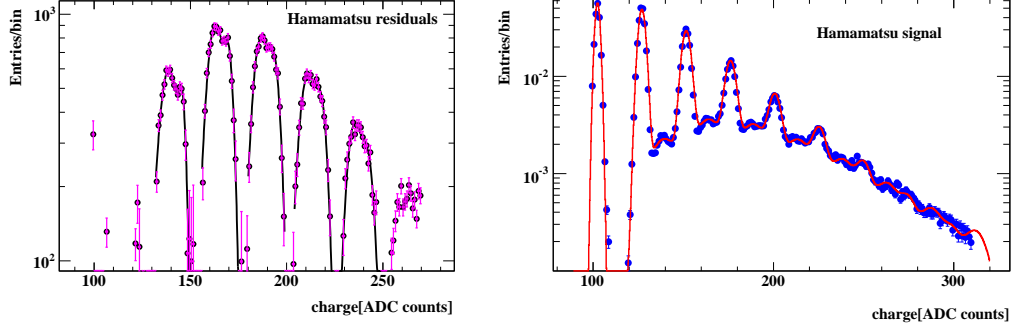 Hamamatsu residuals
Entries/bin
10³
10²
100 150 200 250
charge[ADC counts]
Hamamatsu signal
Entries/bin
10⁻²
10⁻³
100 200 300
charge[ADC counts]